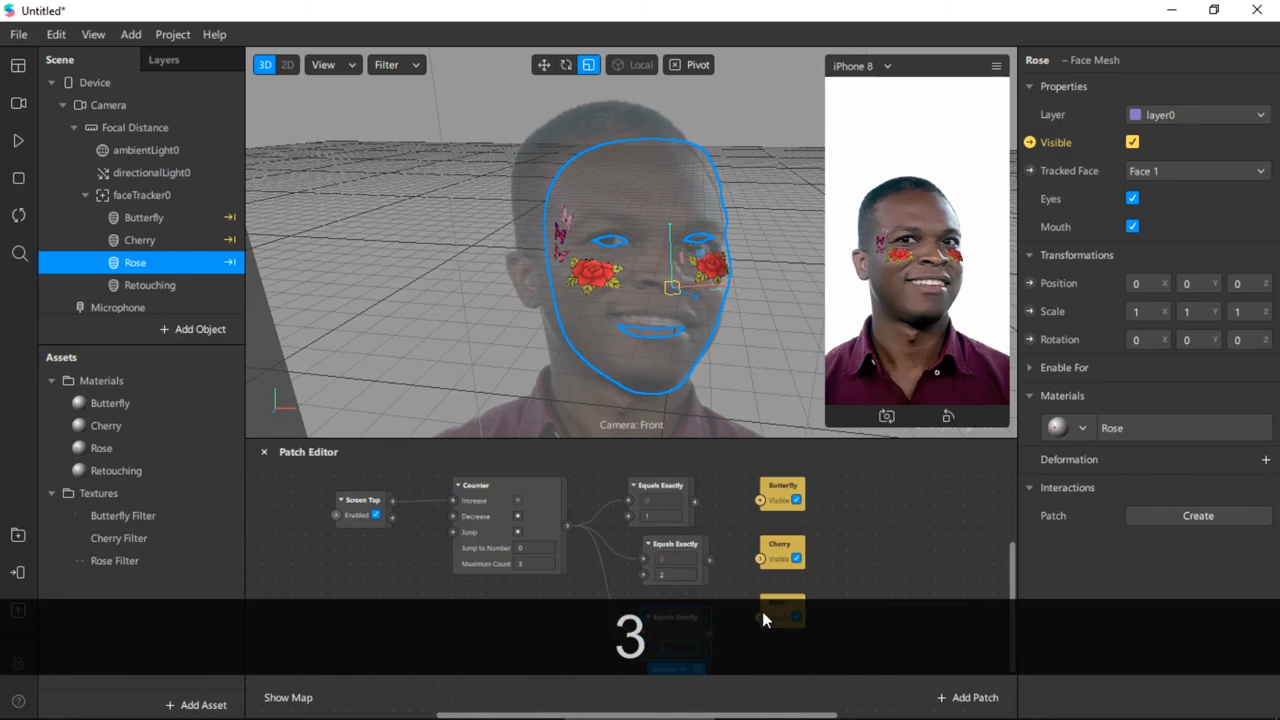 Untitled*
File Edit View Add Project Help
Scene Layers
Device
Camera
Focal Distance
ambientLight0
directionalLight0
faceTracker0
Butterfly
Cherry
Rose
Retouching
Microphone
+ Add Object
Assets
Materials
Butterfly
Cherry
Rose
Retouching
Textures
Butterfly Filter
Cherry Filter
Rose Filter
+ Add Asset
3D 2D View Filter Local Pivot
iPhone 8
Camera: Front
Patch Editor
Screen Tap
Enabled
Counter
Increase
Decrease
Jump
Jump to Number 0
Maximum Count 3
Equals Exactly
0
1
Equals Exactly
0
2
Equals Exactly
Butterfly
Visible
Cherry
Visible
3
Show Map
+ Add Patch
Rose – Face Mesh
Properties
Layer layer0
Visible
Tracked Face Face 1
Eyes
Mouth
Transformations
Position 0 X 0 Y 0 Z
Scale 1 X 1 Y 1 Z
Rotation 0 X 0 Y 0 Z
Enable For
Materials
Rose
Deformation +
Interactions
Patch Create